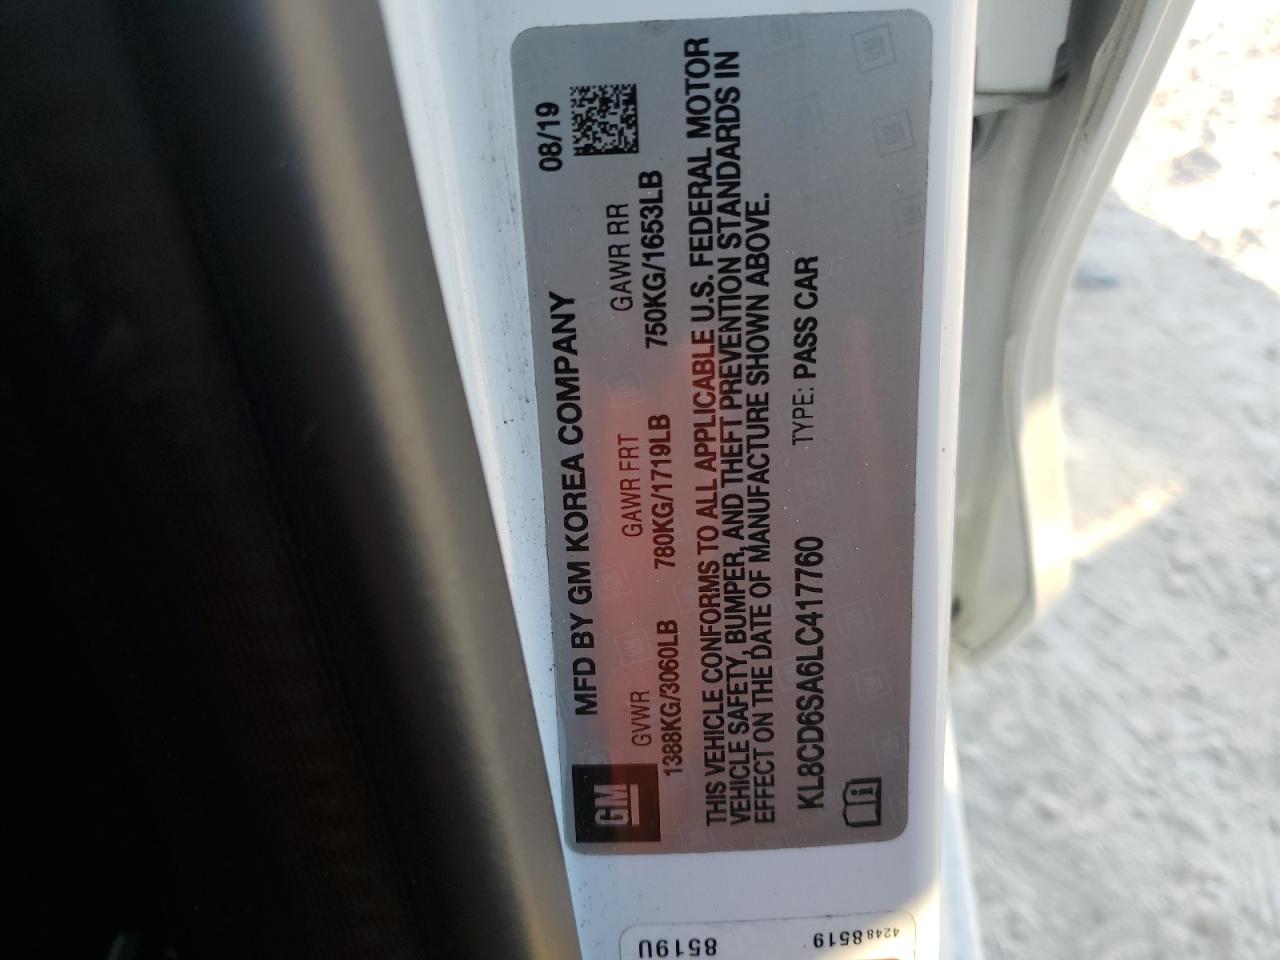 MFD BY GM KOREA COMPANY 08/19
GVWR GAWR FRT GAWR RR
1388KG/3060LB 780KG/1719LB 750KG/1653LB
GM
THIS VEHICLE CONFORMS TO ALL APPLICABLE U.S. FEDERAL MOTOR
VEHICLE SAFETY, BUMPER, AND THEFT PREVENTION STANDARDS IN
EFFECT ON THE DATE OF MANUFACTURE SHOWN ABOVE.
KL8CD6SA6LC417760 TYPE: PASS CAR
8519U
4248 8519